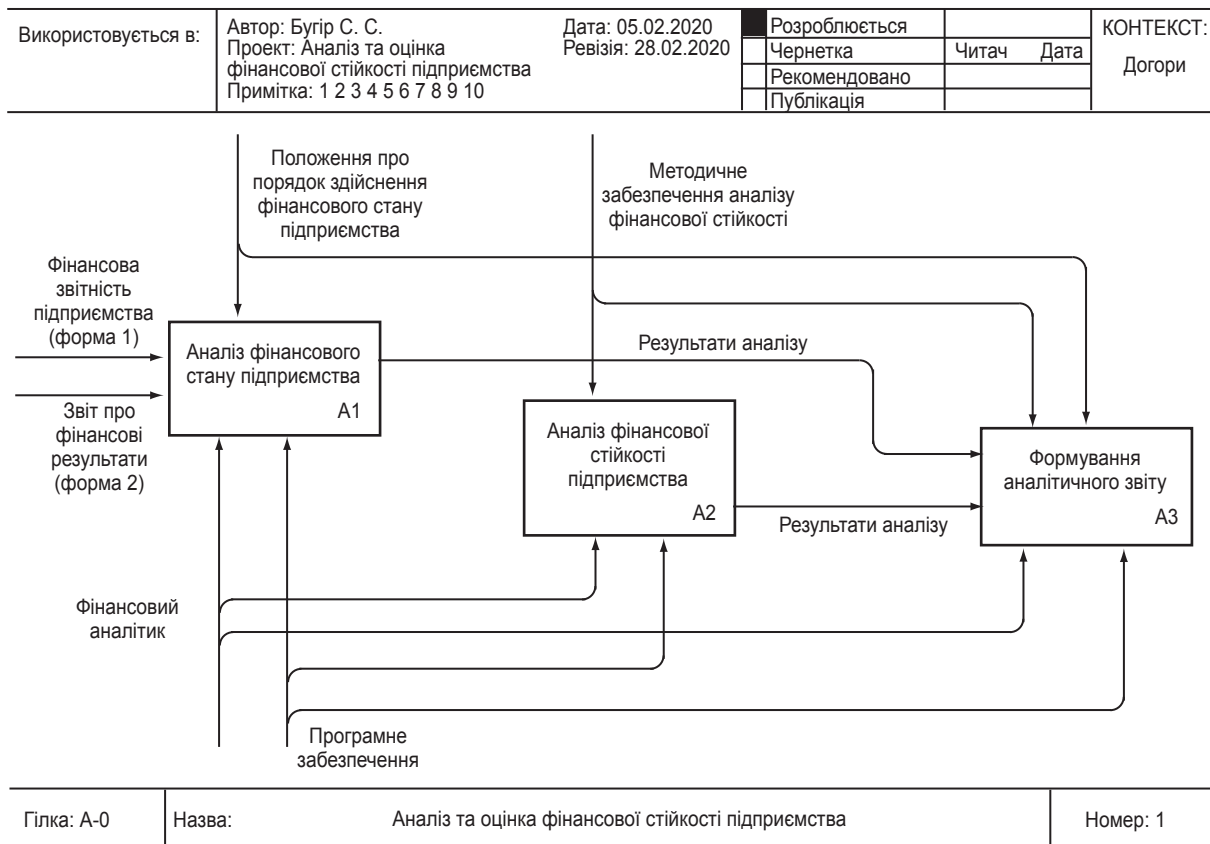 Використовується в:
Автор: Бугір С. С.
Проект: Аналіз та оцінка
фінансової стійкості підприємства
Примітка: 1 2 3 4 5 6 7 8 9 10
Дата: 05.02.2020
Ревізія: 28.02.2020
Розроблюється
Чернетка
Рекомендовано
Публікація
Читач Дата
КОНТЕКСТ:
Догори
Положення про
порядок здійснення
фінансового стану
підприємства
Методичне
забезпечення аналізу
фінансової стійкості
Фінансова
звітність
підприємства
(форма 1)
Звіт про
фінансові
результати
(форма 2)
Аналіз фінансового
стану підприємства
А1
Результати аналізу
Аналіз фінансової
стійкості
підприємства
А2
Результати аналізу
Формування
аналітичного звіту
А3
Фінансовий
аналітик
Програмне
забезпечення
Гілка: А-0
Назва:
Аналіз та оцінка фінансової стійкості підприємства
Номер: 1